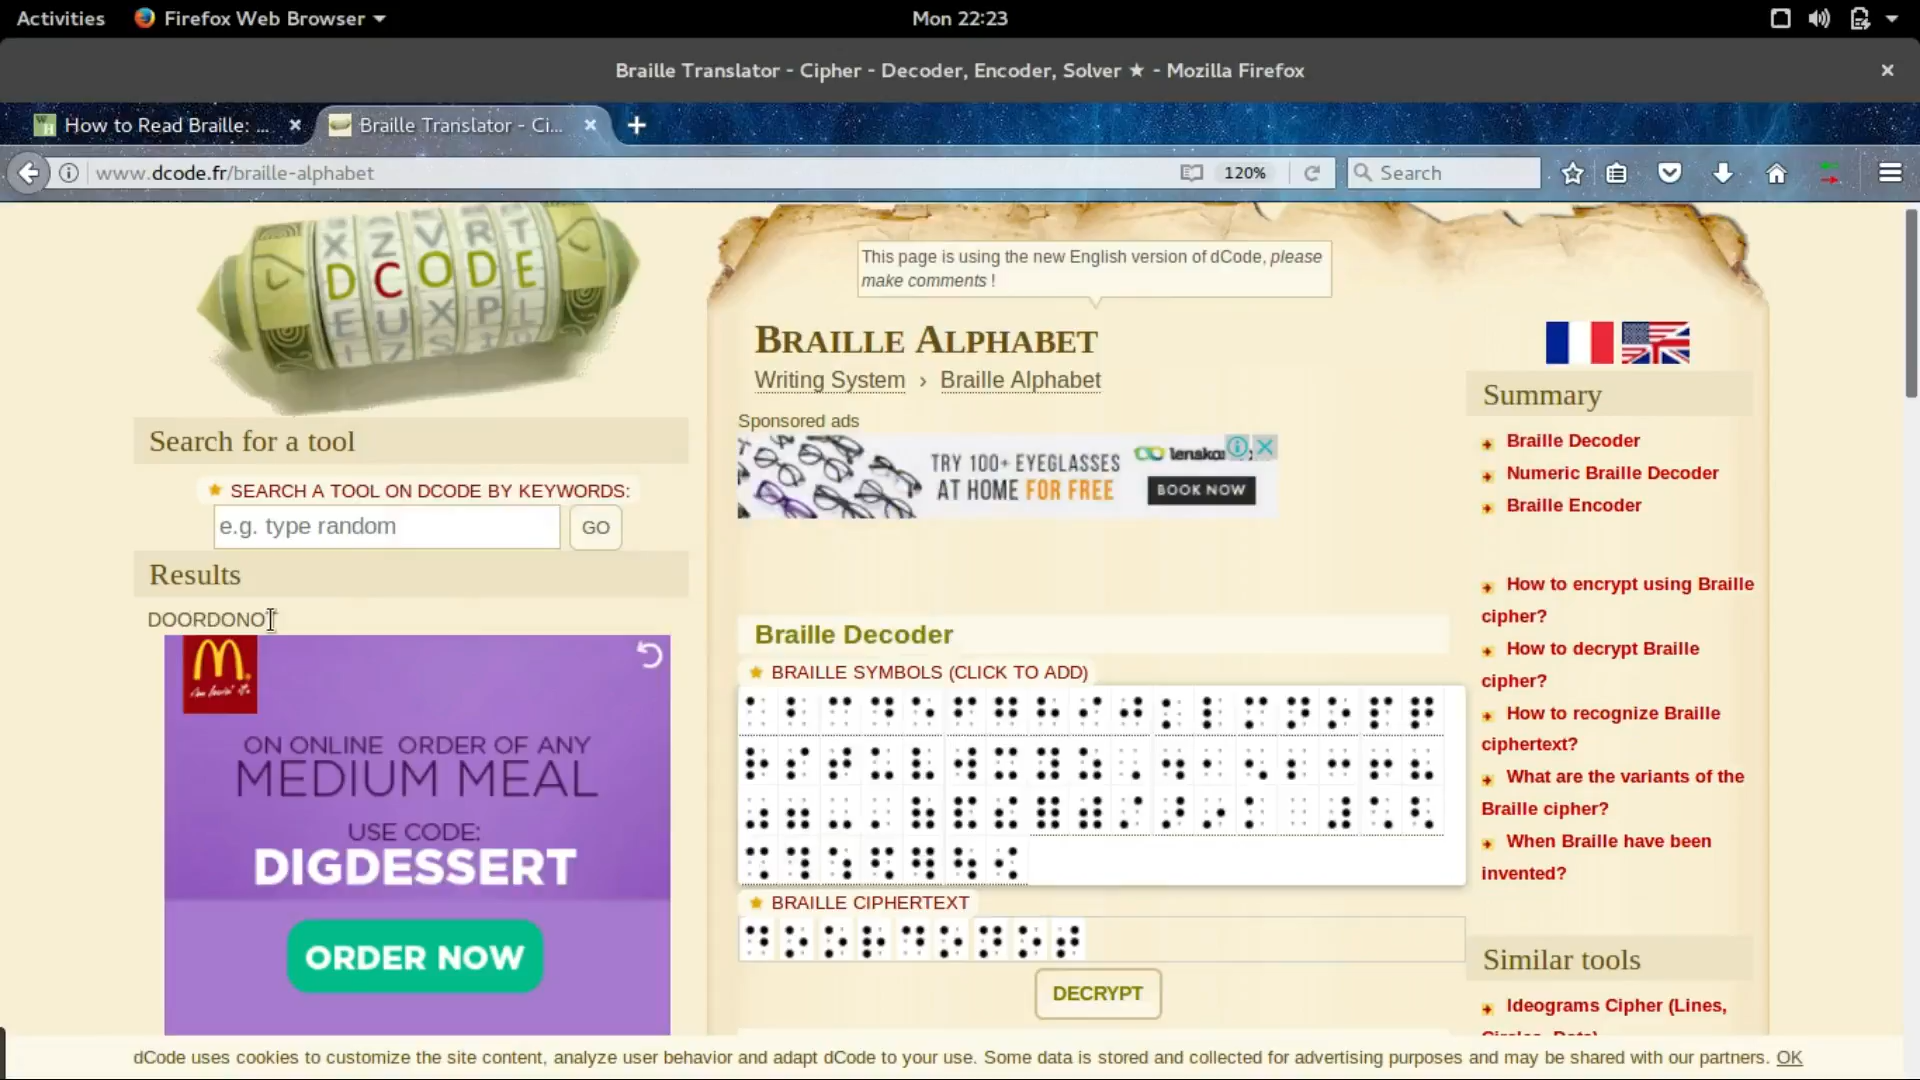 Activities Firefox Web Browser Mon 22:23
Braille Translator - Cipher - Decoder, Encoder, Solver ★ - Mozilla Firefox
How to Read Braille: ... Braille Translator - Ci...
www.dcode.fr/braille-alphabet 120% Search
X Z V R T
D C O D E
E U X P L
This page is using the new English version of dCode, please
make comments !
BRAILLE ALPHABET
Writing System › Braille Alphabet
Sponsored ads
TRY 100+ EYEGLASSES
AT HOME FOR FREE
BOOK NOW
Search for a tool
SEARCH A TOOL ON DCODE BY KEYWORDS:
e.g. type random GO
Results
DOORDONOT
M
i'm lovin' it.
ON ONLINE ORDER OF ANY
MEDIUM MEAL
USE CODE:
DIGDESSERT
ORDER NOW
Braille Decoder
BRAILLE SYMBOLS (CLICK TO ADD)
BRAILLE CIPHERTEXT
DECRYPT
Summary
Braille Decoder
Numeric Braille Decoder
Braille Encoder
How to encrypt using Braille
cipher?
How to decrypt Braille
cipher?
How to recognize Braille
ciphertext?
What are the variants of the
Braille cipher?
When Braille have been
invented?
Similar tools
Ideograms Cipher (Lines,
dCode uses cookies to customize the site content, analyze user behavior and adapt dCode to your use. Some data is stored and collected for advertising purposes and may be shared with our partners. OK